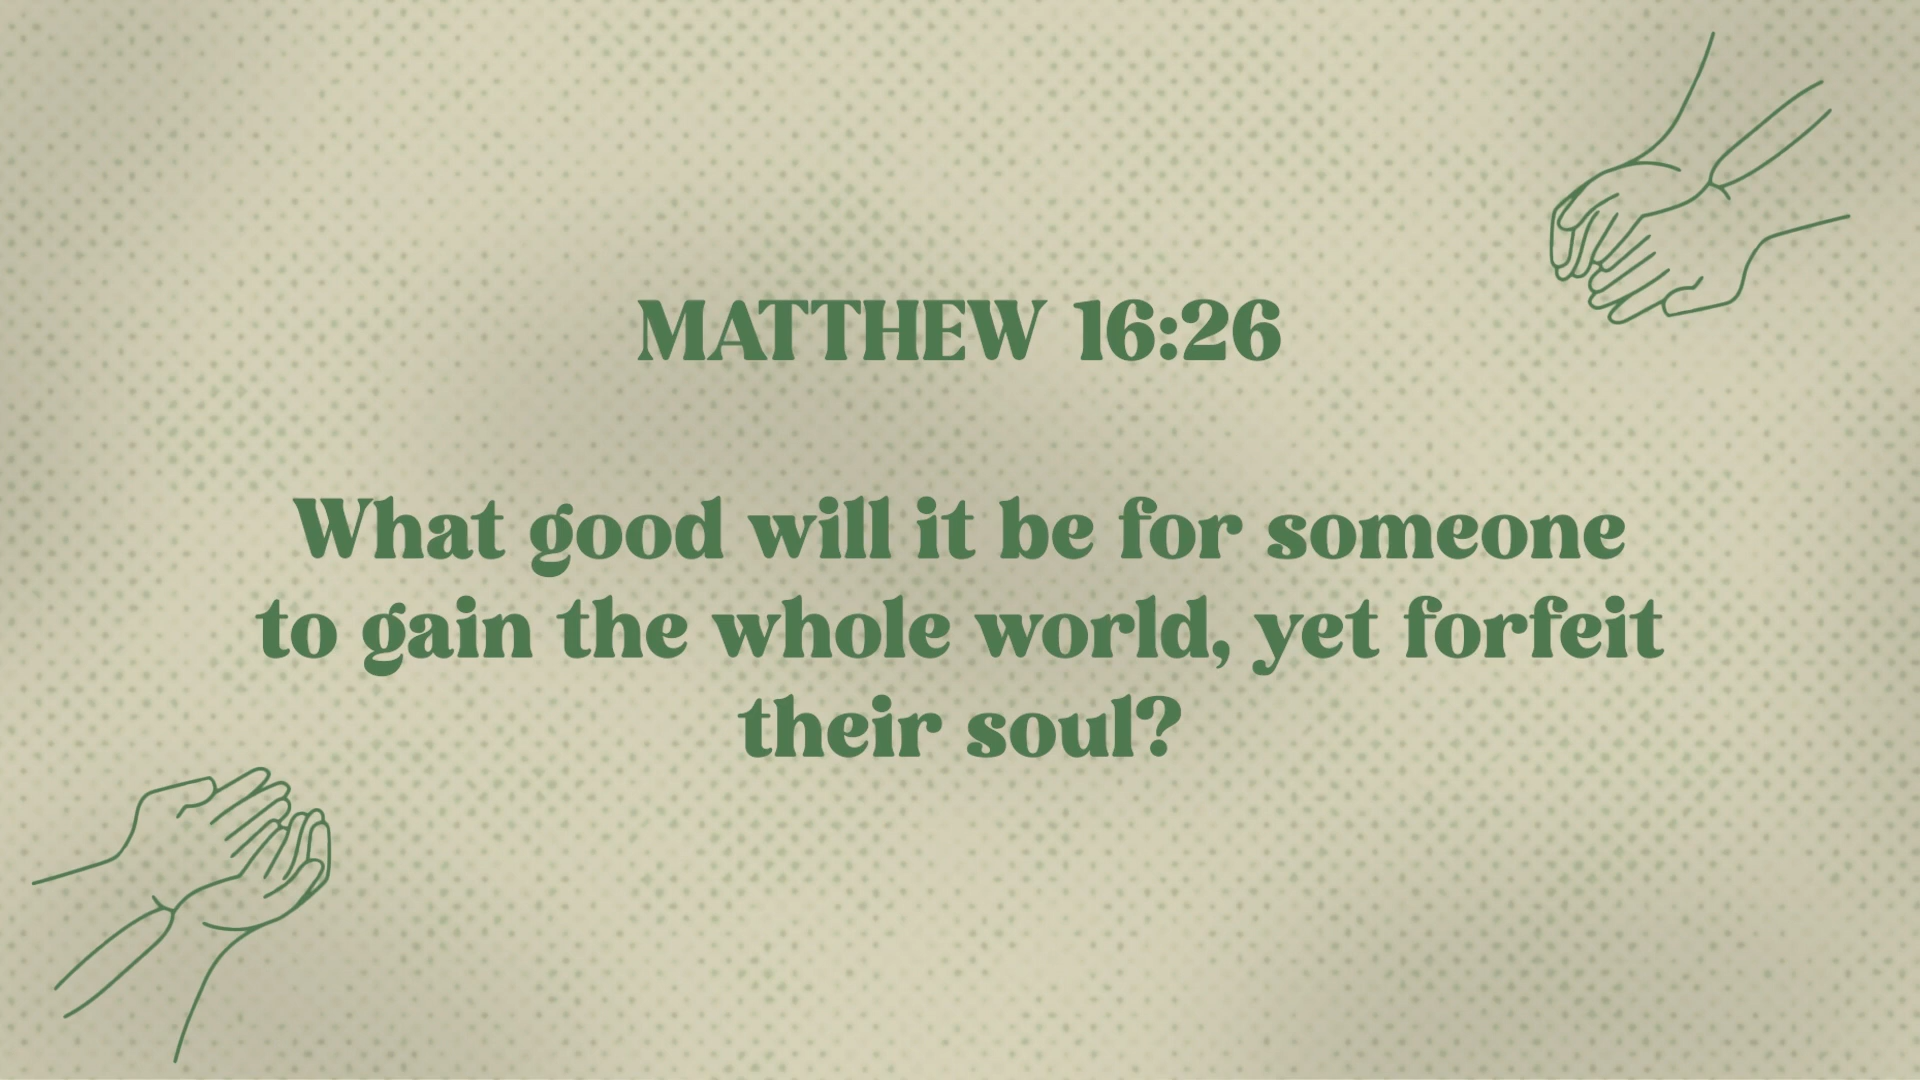 MATTHEW 16:26
What good will it be for someone
to gain the whole world, yet forfeit
their soul?